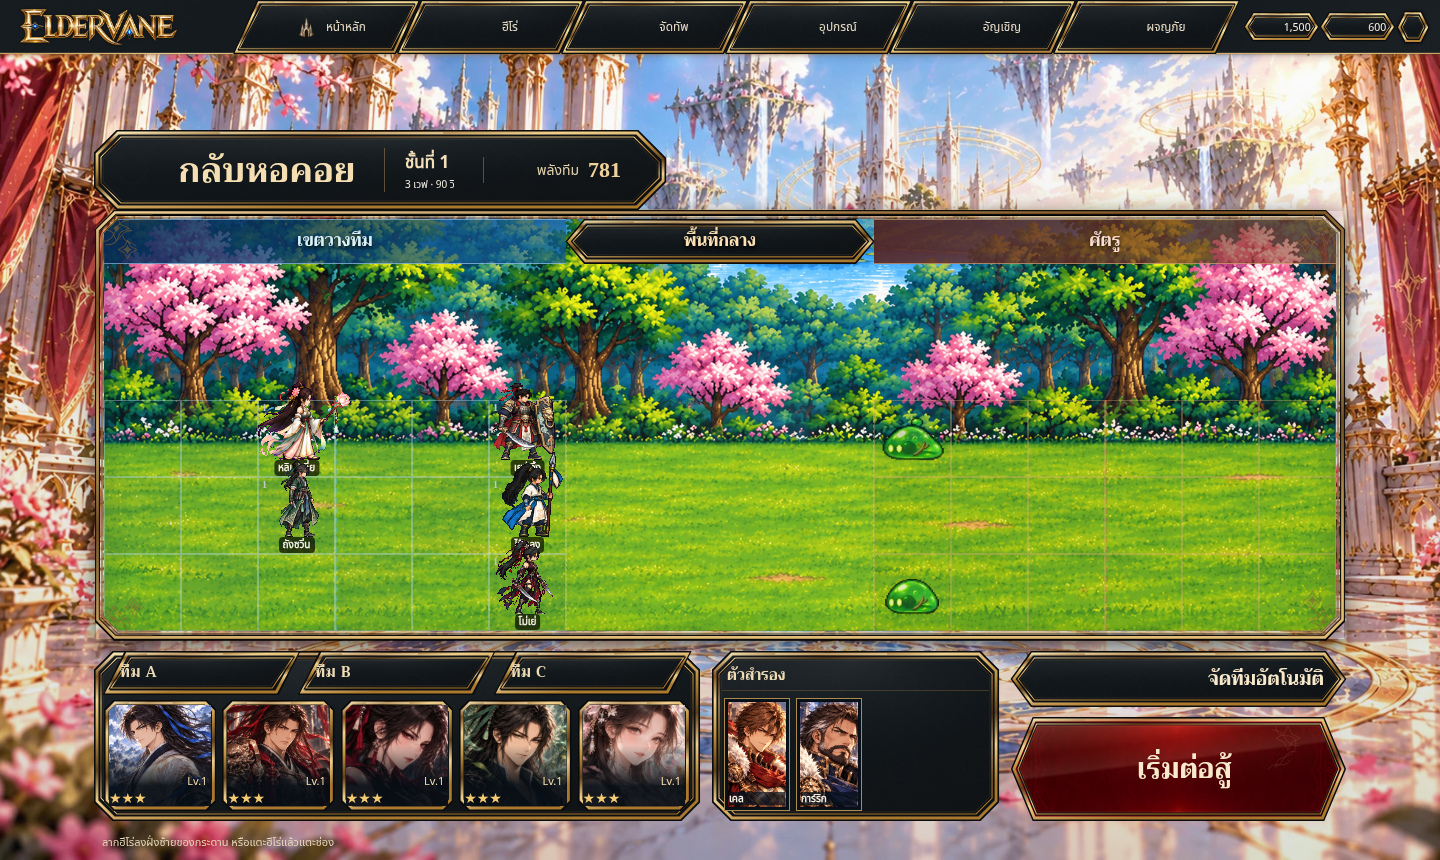 ELDERVANE
หน้าหลัก
ฮีโร่
จัดทัพ
อุปกรณ์
อัญเชิญ
ผจญภัย
1,500
600
กลับหอคอย
ชั้นที่ 1
3 เวฟ · 90 วิ
พลังทีม 781
เขตวางทีม
พื้นที่กลาง
ศัตรู
1
1
ถังชวิ่น
โม่เย่
ทีม A
ทีม B
ทีม C
Lv.1
★★★
Lv.1
★★★
Lv.1
★★★
Lv.1
★★★
Lv.1
★★★
ตัวสำรอง
เคล
การ์ริก
จัดทีมอัตโนมัติ
เริ่มต่อสู้
ลากฮีโร่ลงฝั่งซ้ายของกระดาน หรือแตะฮีโร่แล้วแตะช่อง